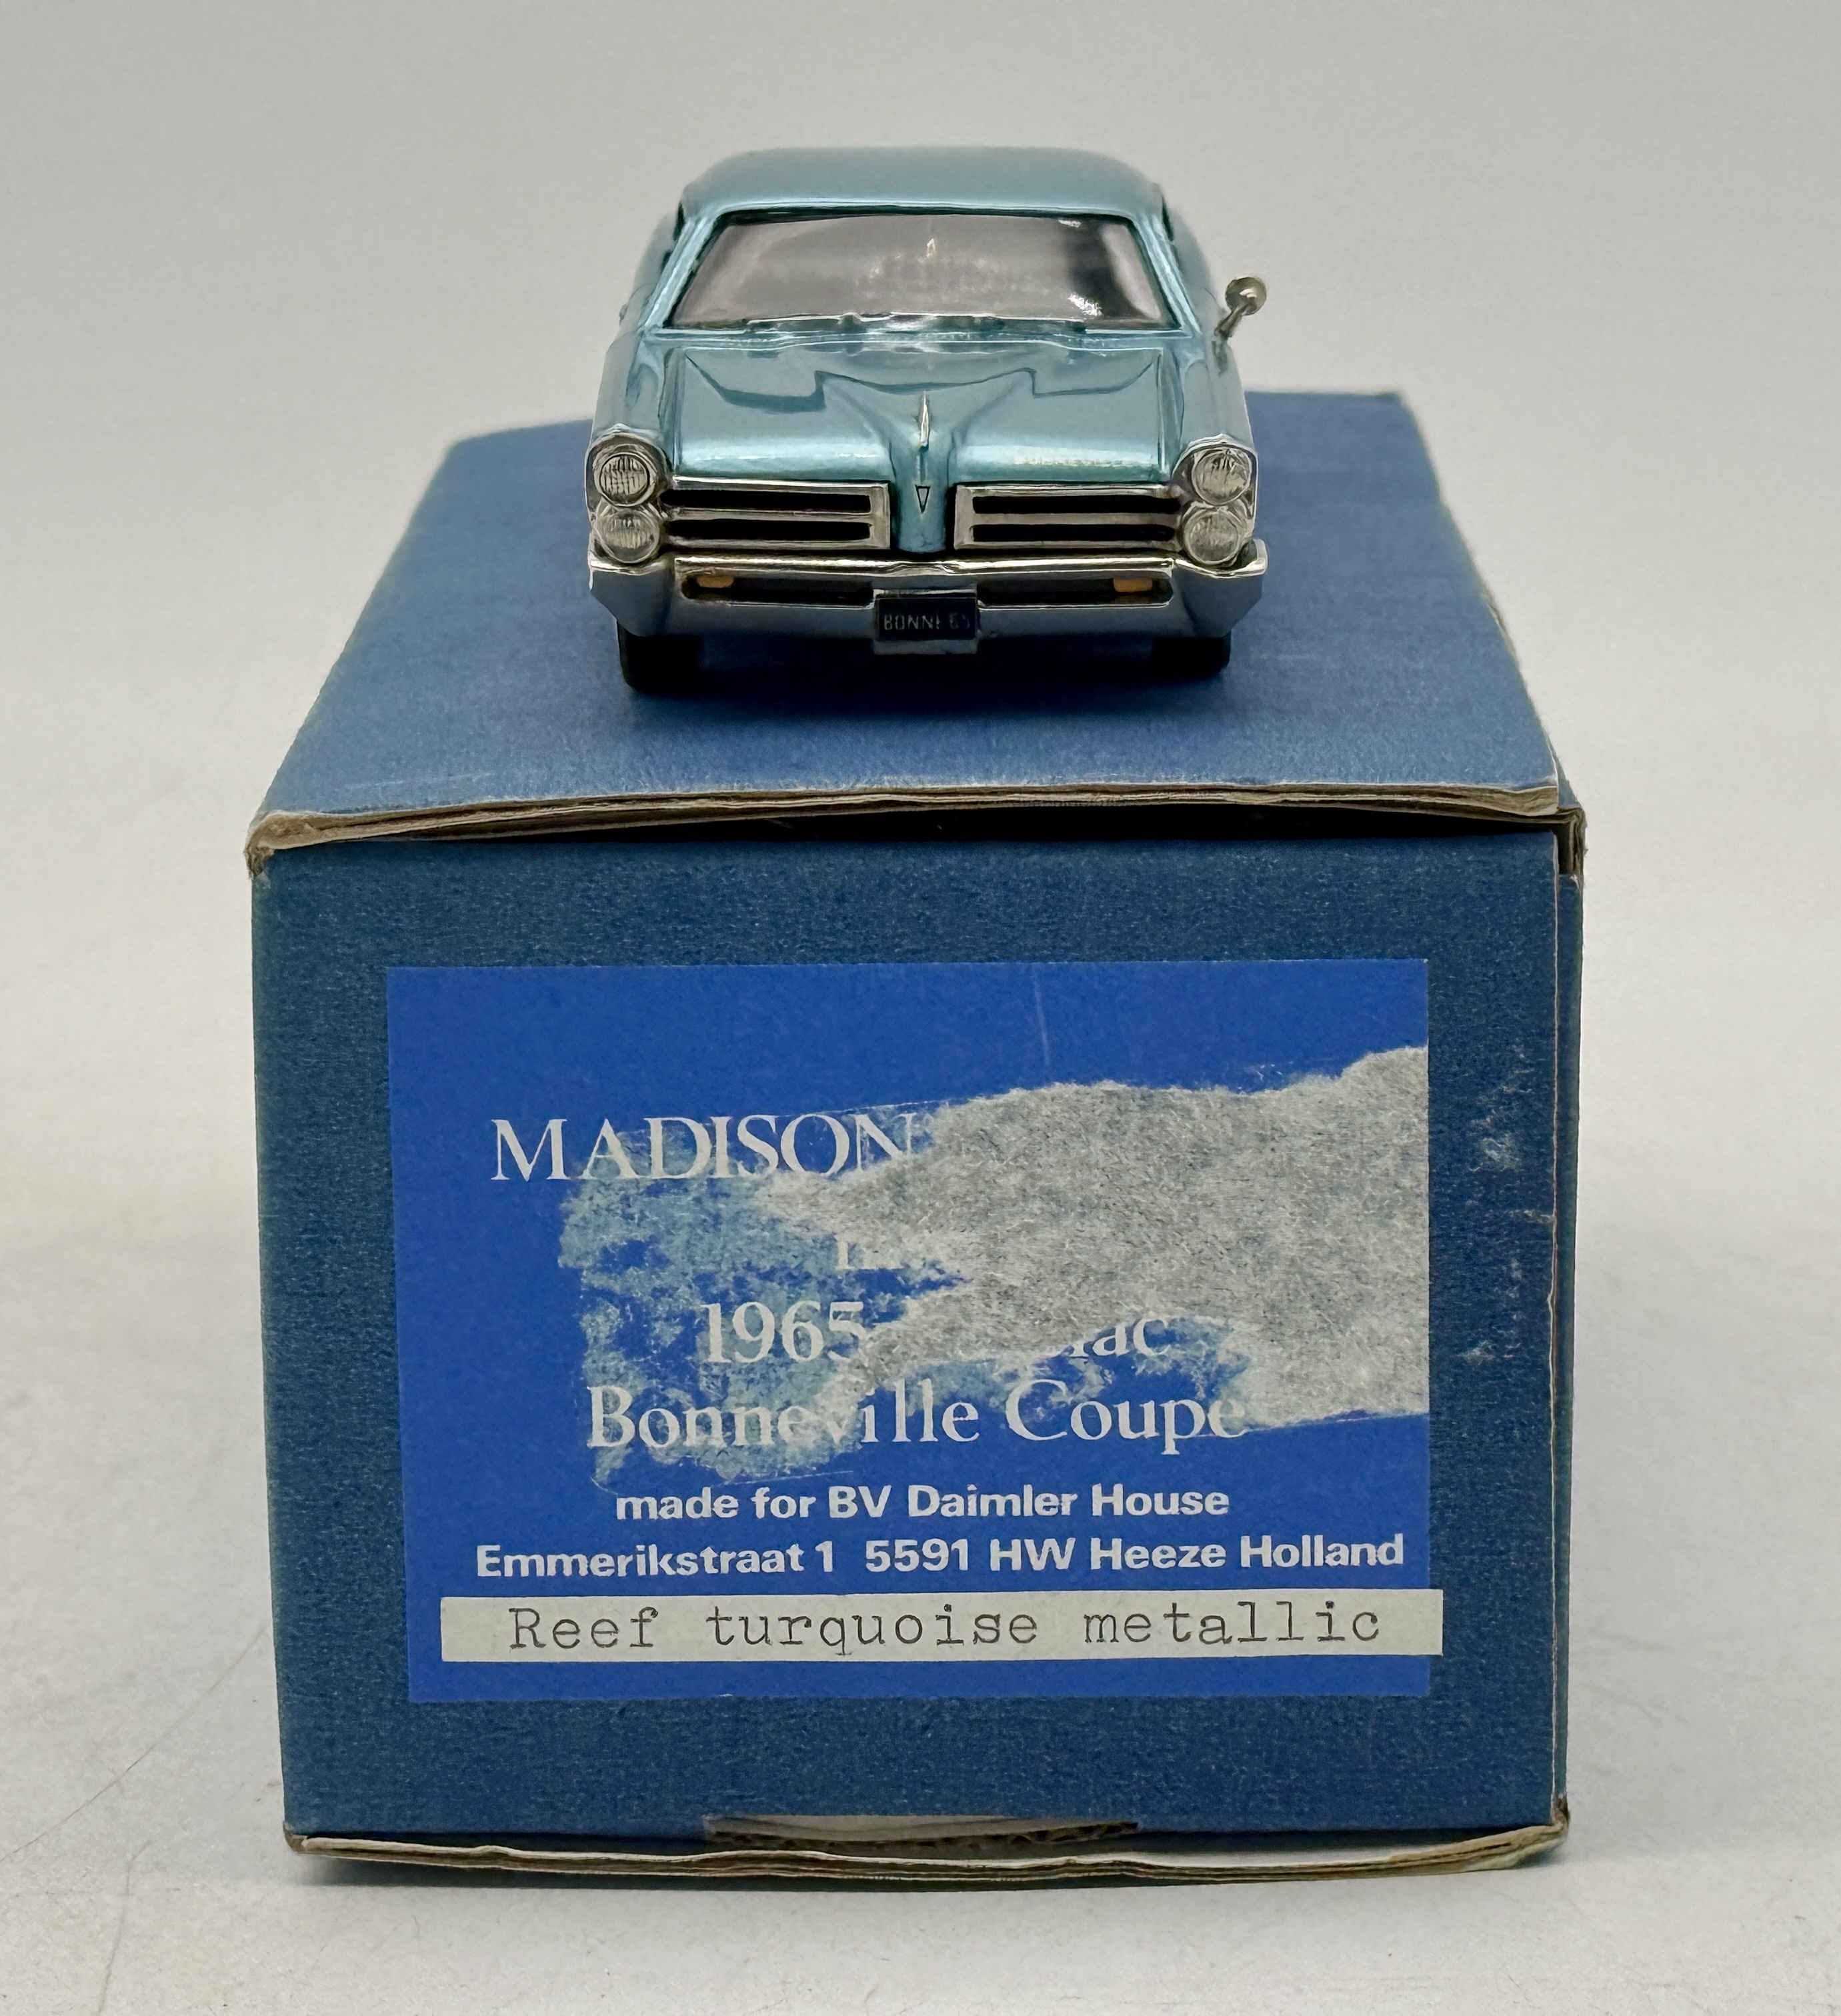 BONNEVILLE
BONNE 65
MADISON
1965
Bonneville Coupe
made for BV Daimler House
Emmerikstraat 1 5591 HW Heeze Holland
Reef turquoise metallic